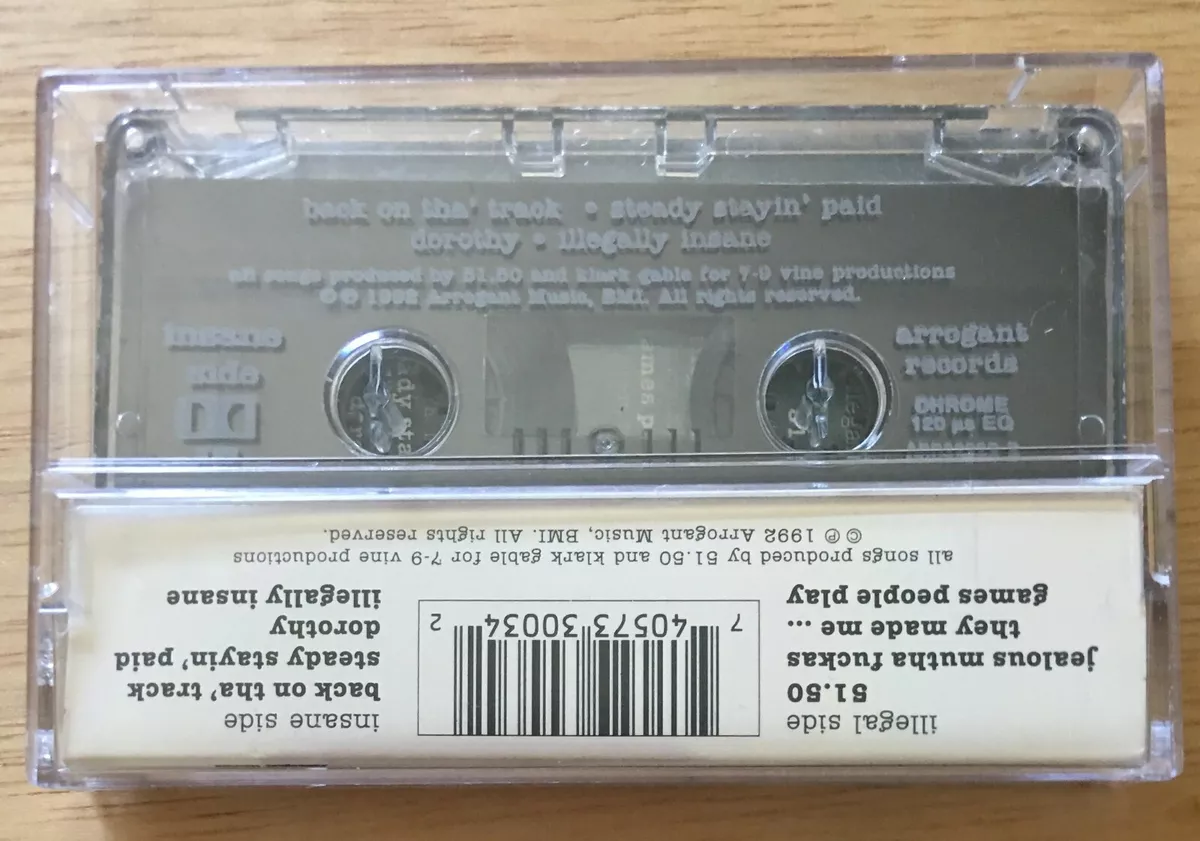 back on tha' track • steady stayin' paid
dorothy • illegally insane
all songs produced by 51.50 and klark gable for 7-9 vine productions
© ℗ 1992 Arrogant Music, BMI. All rights reserved.
insane
side
arrogant
records
CHROME
120 µs EQ
illegal side
51.50
jealous mutha fuckas
they made me ...
games people play
7 40573 30034 2
insane side
back on tha' track
steady stayin' paid
dorothy
illegally insane
all songs produced by 51.50 and klark gable for 7-9 vine productions
© ℗ 1992 Arrogant Music, BMI. All rights reserved.